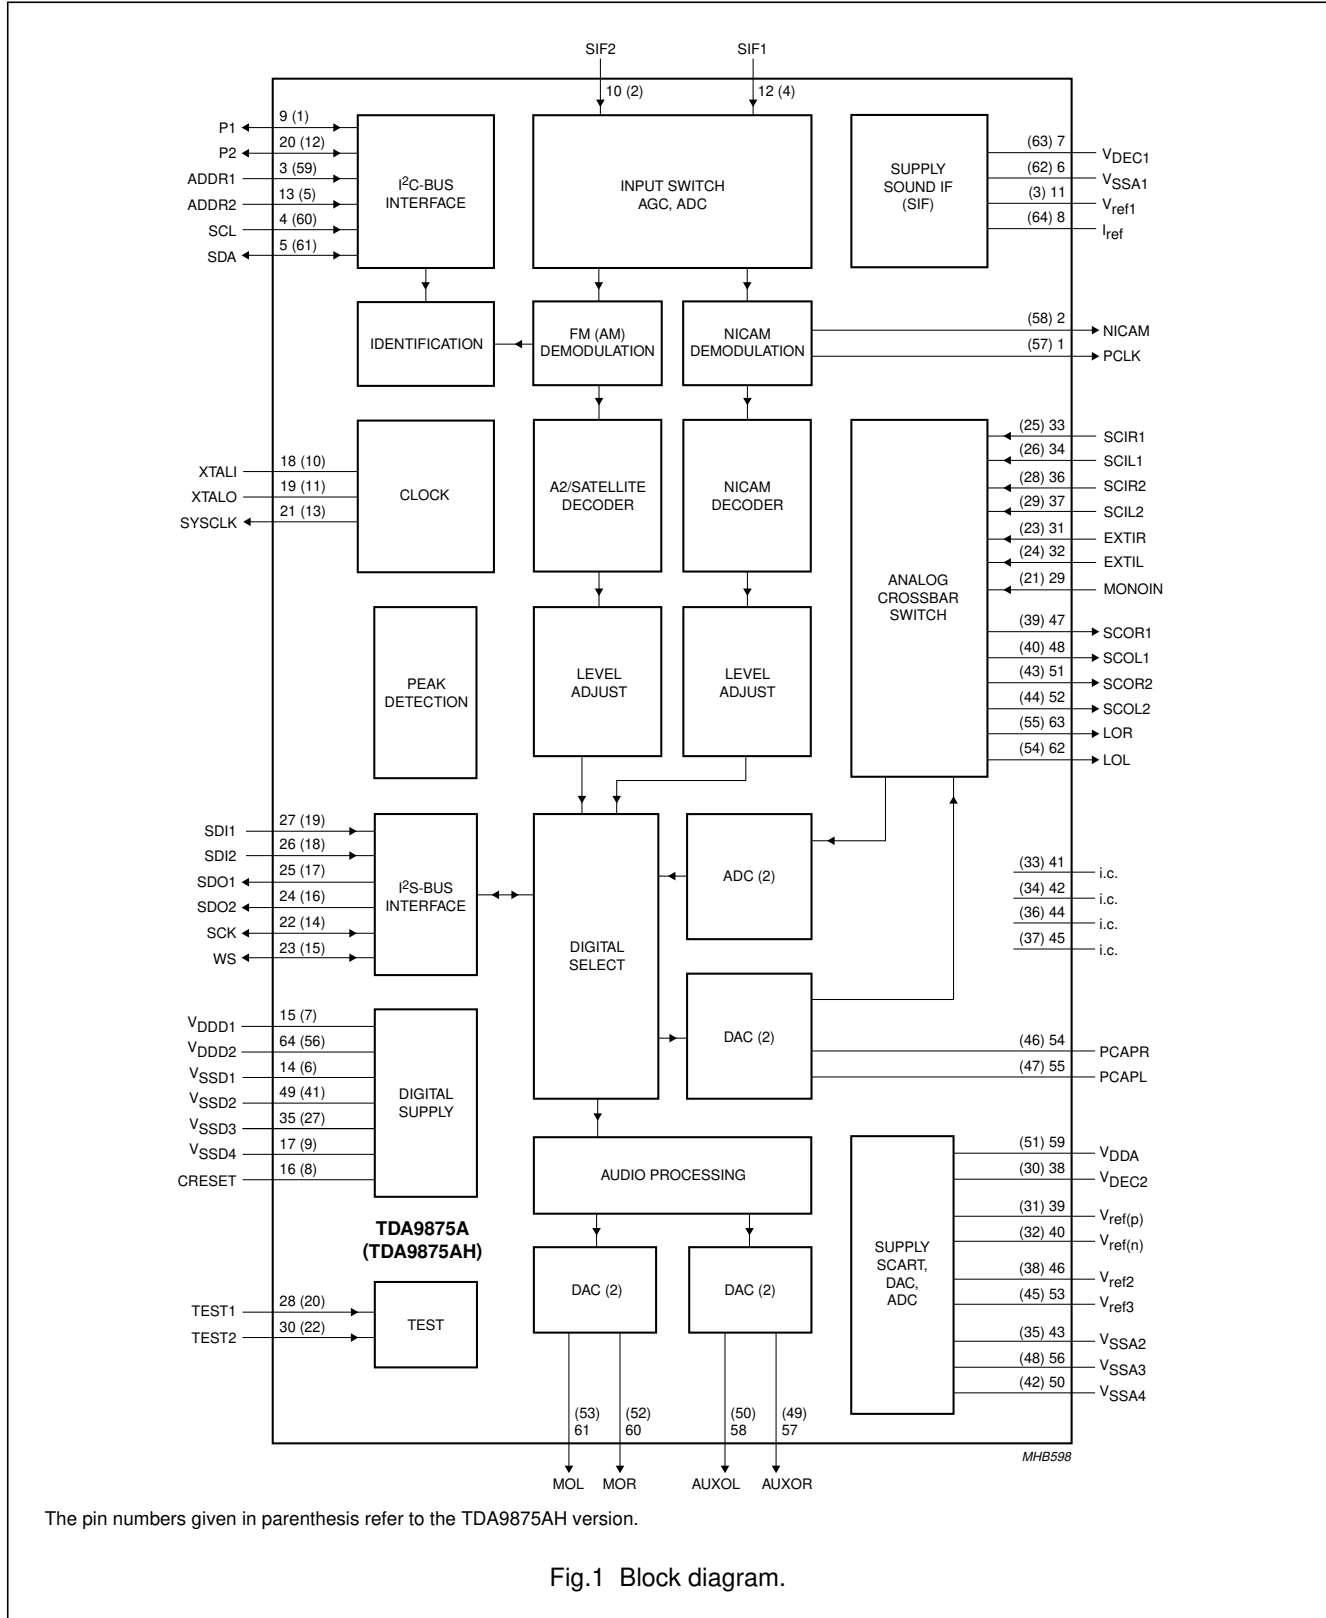 SIF2
SIF1
10 (2)
12 (4)
P1
9 (1)
P2
20 (12)
ADDR1
3 (59)
ADDR2
13 (5)
SCL
4 (60)
SDA
5 (61)
I2C-BUS
INTERFACE
INPUT SWITCH
AGC, ADC
SUPPLY
SOUND IF
(SIF)
(63) 7
VDEC1
(62) 6
VSSA1
(3) 11
Vref1
(64) 8
Iref
IDENTIFICATION
FM (AM)
DEMODULATION
NICAM
DEMODULATION
(58) 2
NICAM
(57) 1
PCLK
XTALI
18 (10)
XTALO
19 (11)
SYSCLK
21 (13)
CLOCK
A2/SATELLITE
DECODER
NICAM
DECODER
ANALOG
CROSSBAR
SWITCH
(25) 33
SCIR1
(26) 34
SCIL1
(28) 36
SCIR2
(29) 37
SCIL2
(23) 31
EXTIR
(24) 32
EXTIL
(21) 29
MONOIN
(39) 47
SCOR1
(40) 48
SCOL1
(43) 51
SCOR2
(44) 52
SCOL2
(55) 63
LOR
(54) 62
LOL
PEAK
DETECTION
LEVEL
ADJUST
LEVEL
ADJUST
SDI1
27 (19)
SDI2
26 (18)
SDO1
25 (17)
SDO2
24 (16)
SCK
22 (14)
WS
23 (15)
I2S-BUS
INTERFACE
DIGITAL
SELECT
ADC (2)
DAC (2)
(33) 41
i.c.
(34) 42
i.c.
(36) 44
i.c.
(37) 45
i.c.
(46) 54
PCAPR
(47) 55
PCAPL
VDDD1
15 (7)
VDDD2
64 (56)
VSSD1
14 (6)
VSSD2
49 (41)
VSSD3
35 (27)
VSSD4
17 (9)
CRESET
16 (8)
DIGITAL
SUPPLY
AUDIO PROCESSING
TDA9875A
(TDA9875AH)
SUPPLY
SCART,
DAC,
ADC
(51) 59
VDDA
(30) 38
VDEC2
(31) 39
Vref(p)
(32) 40
Vref(n)
(38) 46
Vref2
(45) 53
Vref3
(35) 43
VSSA2
(48) 56
VSSA3
(42) 50
VSSA4
TEST1
28 (20)
TEST2
30 (22)
TEST
DAC (2)
DAC (2)
(53)
61
(52)
60
(50)
58
(49)
57
MOL
MOR
AUXOL
AUXOR
MHB598
The pin numbers given in parenthesis refer to the TDA9875AH version.
Fig.1 Block diagram.